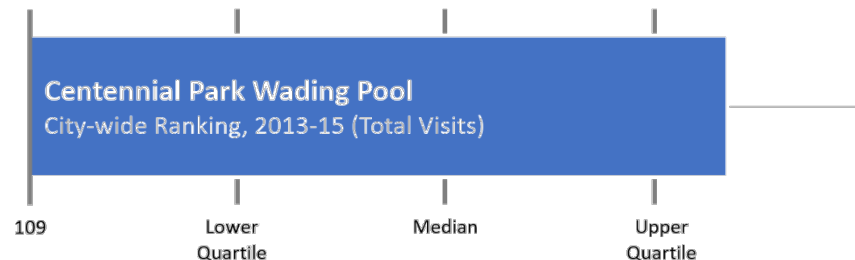 Centennial Park Wading Pool
City-wide Ranking, 2013-15 (Total Visits)
109
Lower
Quartile
Median
Upper
Quartile